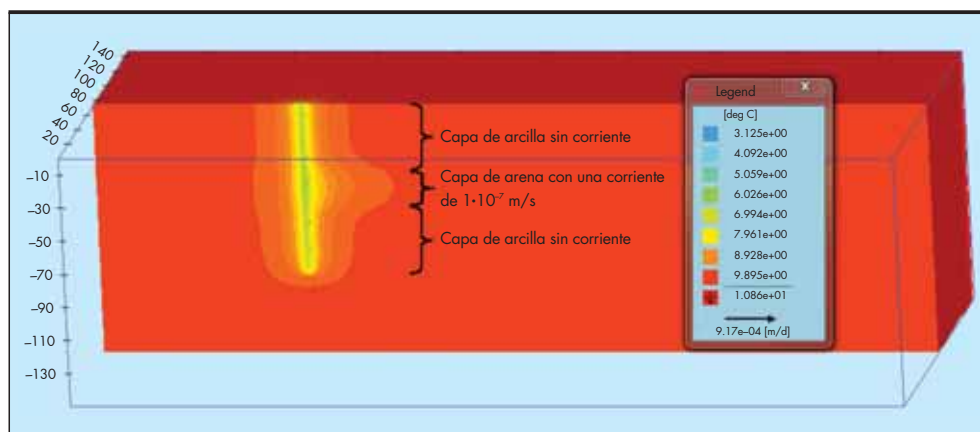 140
120
100
80
60
40
20
-10
-30
-50
-70
-90
-110
-130
Capa de arcilla sin corriente
Capa de arena con una corriente
de 1•10⁻⁷ m/s
Capa de arcilla sin corriente
Legend
X
[deg C]
3.125e+00
4.092e+00
5.059e+00
6.026e+00
6.994e+00
7.961e+00
8.928e+00
9.895e+00
1.086e+01
9.17e–04 [m/d]